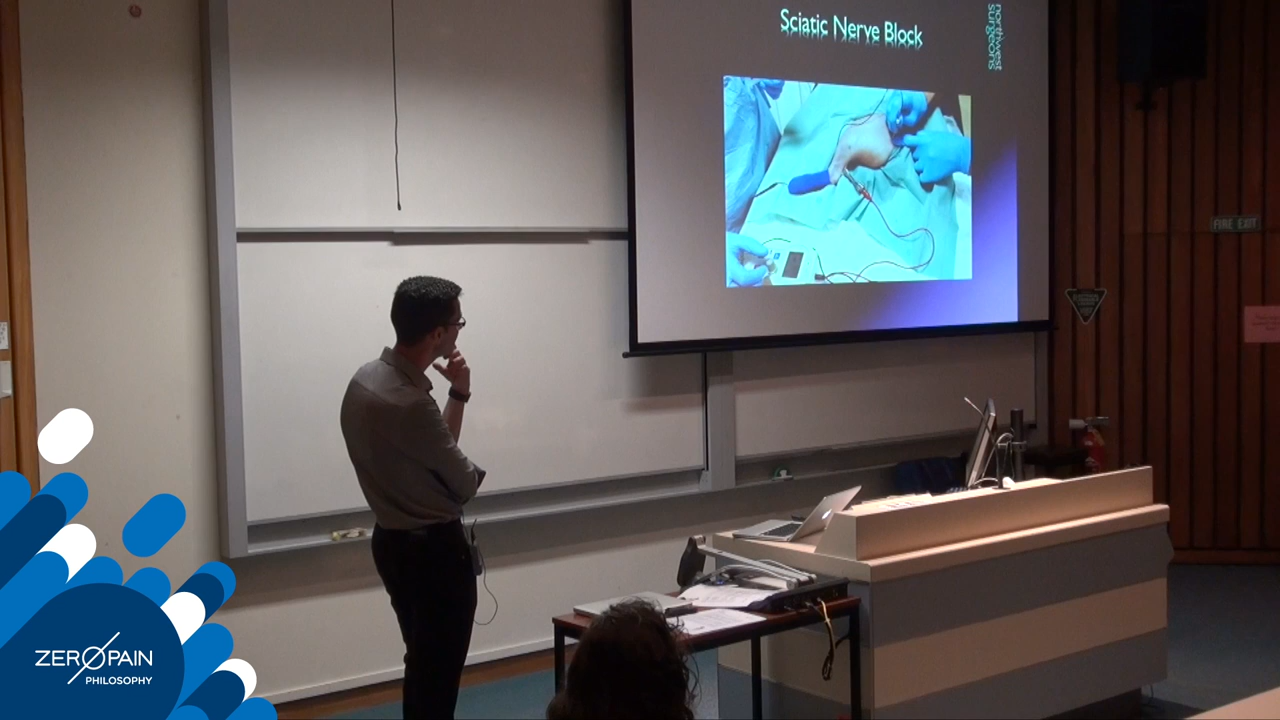 Sciatic Nerve Block
northwest
surgeons
FIRE EXIT
ZERO PAIN
PHILOSOPHY